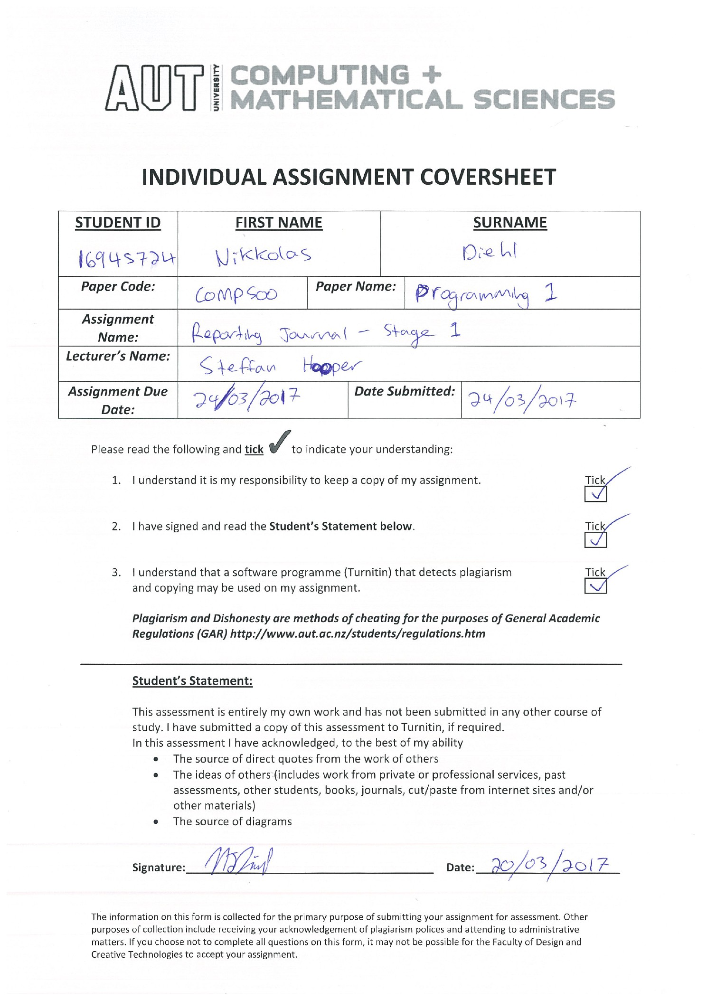 AUT UNIVERSITY COMPUTING +
MATHEMATICAL SCIENCES
INDIVIDUAL ASSIGNMENT COVERSHEET
STUDENT ID FIRST NAME SURNAME
16945724 Nikkolas Diehl
Paper Code: COMP500 Paper Name: Programming 1
Assignment
Name:
Reporting Journal - Stage 1
Lecturer's Name: Steffan Hooper
Assignment Due
Date:
24/03/2017 Date Submitted: 24/03/2017
Please read the following and tick ✔ to indicate your understanding:
1. I understand it is my responsibility to keep a copy of my assignment. Tick
2. I have signed and read the Student's Statement below. Tick
3. I understand that a software programme (Turnitin) that detects plagiarism Tick
and copying may be used on my assignment.
Plagiarism and Dishonesty are methods of cheating for the purposes of General Academic
Regulations (GAR) http://www.aut.ac.nz/students/regulations.htm
Student's Statement:
This assessment is entirely my own work and has not been submitted in any other course of
study. I have submitted a copy of this assessment to Turnitin, if required.
In this assessment I have acknowledged, to the best of my ability
• The source of direct quotes from the work of others
• The ideas of others (includes work from private or professional services, past
assessments, other students, books, journals, cut/paste from internet sites and/or
other materials)
• The source of diagrams
Signature: Date: 20/03/2017
The information on this form is collected for the primary purpose of submitting your assignment for assessment. Other
purposes of collection include receiving your acknowledgement of plagiarism polices and attending to administrative
matters. If you choose not to complete all questions on this form, it may not be possible for the Faculty of Design and
Creative Technologies to accept your assignment.